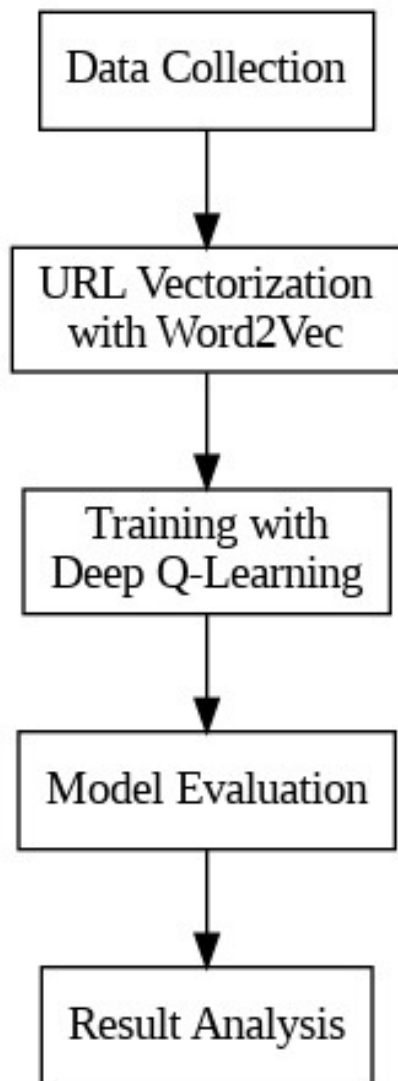 Data Collection
URL Vectorization
with Word2Vec
Training with
Deep Q-Learning
Model Evaluation
Result Analysis